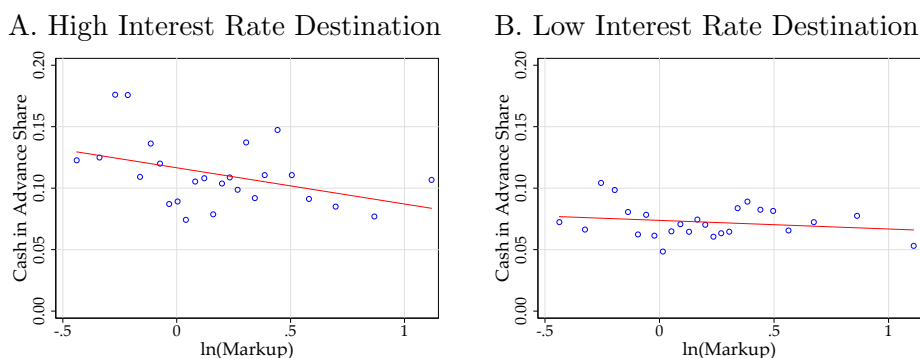 A. High Interest Rate Destination
Cash in Advance Share
0.20
0.15
0.10
0.05
0.00
-.5 0 .5 1
ln(Markup)
B. Low Interest Rate Destination
Cash in Advance Share
0.20
0.15
0.10
0.05
0.00
-.5 0 .5 1
ln(Markup)